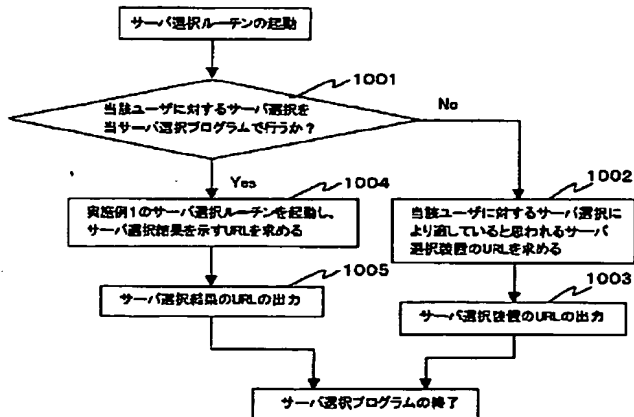 サーバ選択ルーチンの起動
1001
当該ユーザに対するサーバ選択を
当サーバ選択プログラムで行うか？
No
Yes
1004
1002
実施例1のサーバ選択ルーチンを起動し、
サーバ選択結果を示すURLを求める
当該ユーザに対するサーバ選択に
より適していると思われるサーバ
選択装置のURLを求める
1005
1003
サーバ選択結果のURLの出力
サーバ選択装置のURLの出力
サーバ選択プログラムの終了